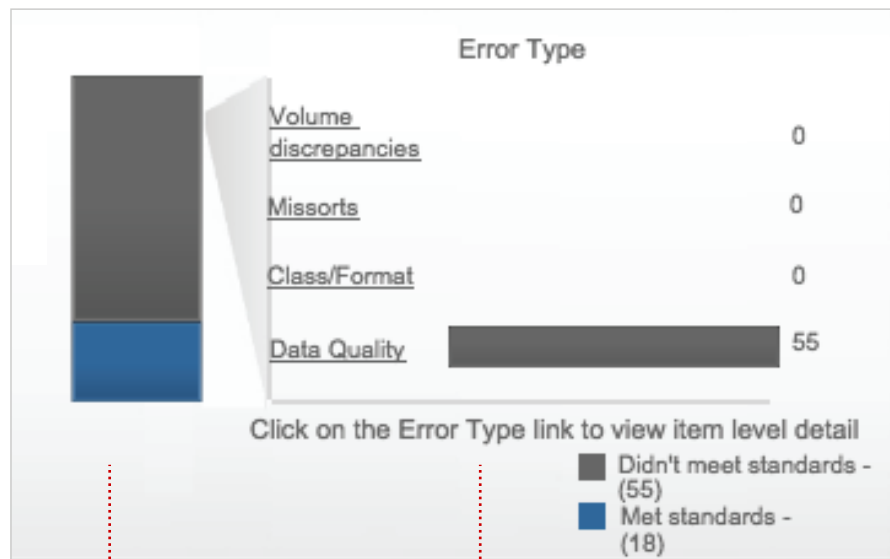 Error Type
Volume
discrepancies
0
Missorts
0
Class/Format
0
Data Quality
55
Click on the Error Type link to view item level detail
Didn't meet standards -
(55)
Met standards -
(18)